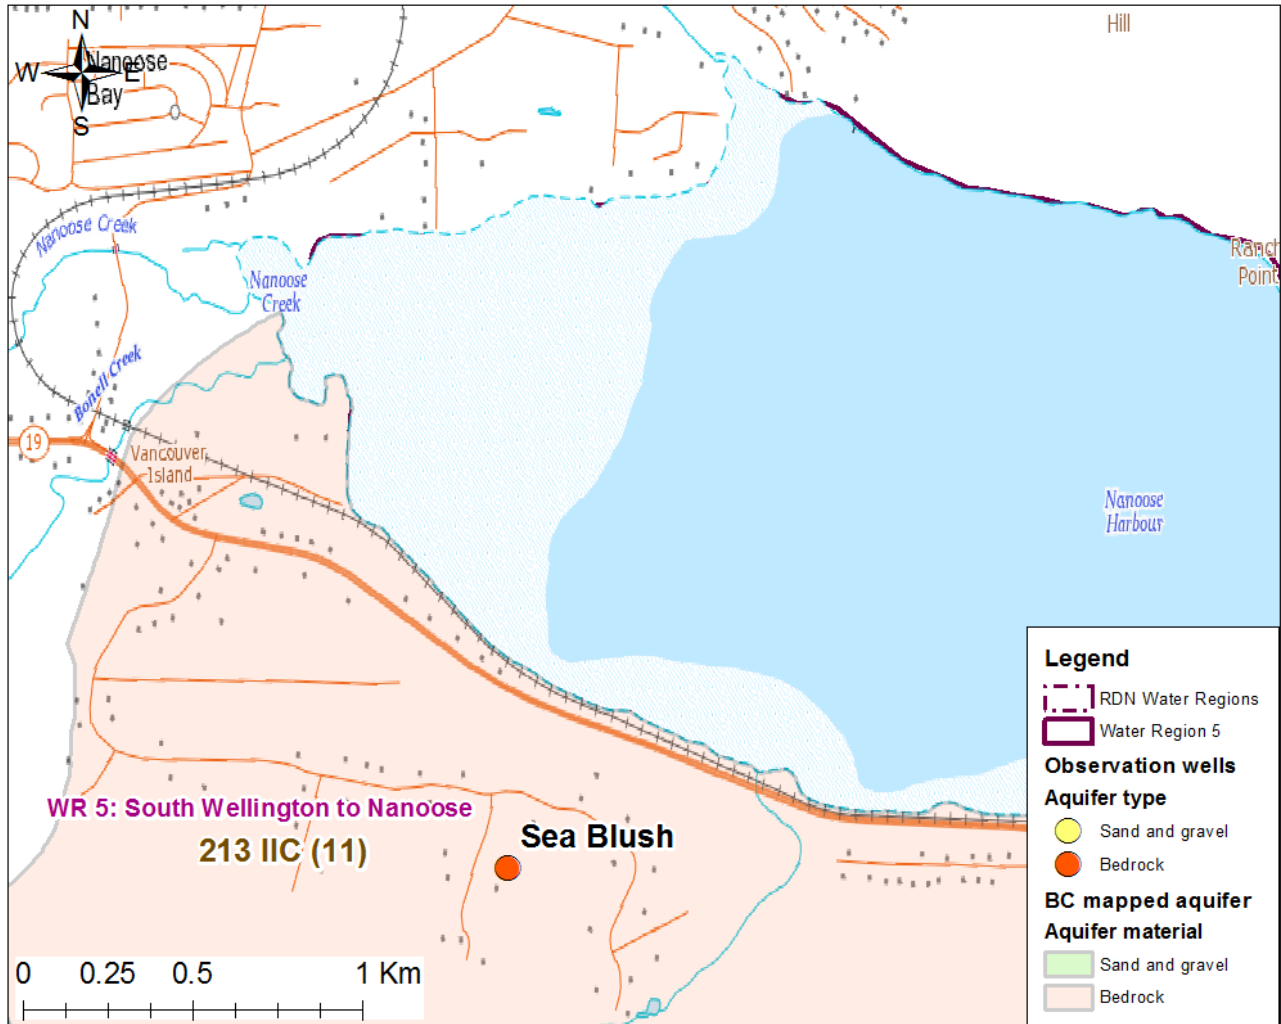 Hill
N
W
E
S
Nanoose
Bay
Nanoose Creek
Nanoose
Creek
Ranch
Point
Bonell Creek
19
Vancouver
Island
Nanoose
Harbour
WR 5: South Wellington to Nanoose
213 IIC (11)
Sea Blush
0 0.25 0.5 1 Km
Legend
RDN Water Regions
Water Region 5
Observation wells
Aquifer type
Sand and gravel
Bedrock
BC mapped aquifer
Aquifer material
Sand and gravel
Bedrock